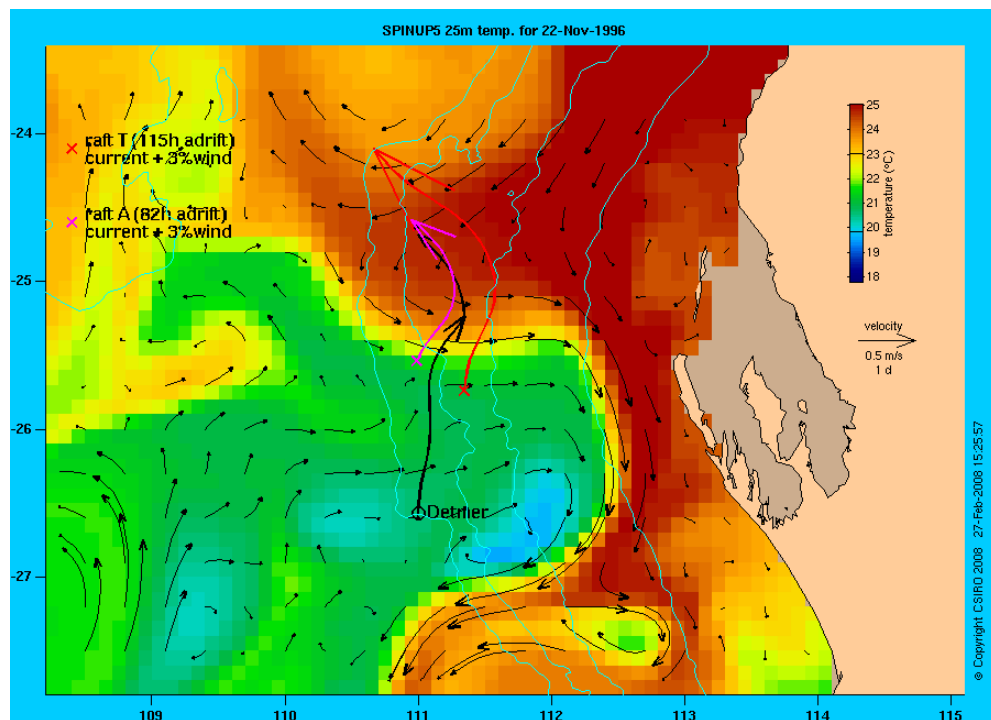 SPINUP5 25m temp. for 22-Nov-1996
-24
-25
-26
-27
raft T (115h adrift)
current + 3%wind
raft A (82h adrift)
current + 3%wind
25
24
23
22
21
20
19
18
temperature (°C)
velocity
0.5 m/s
1 d
Detmer
109
110
111
112
113
114
115
© Copyright CSIRO 2008 27-Feb-2008 15:25:57